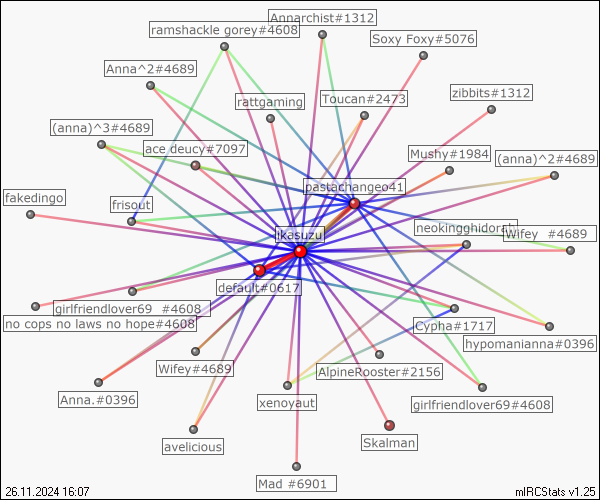 Annarchist#1312
ramshackle gorey#4608
Soxy Foxy#5076
Anna^2#4689
rattgaming
Toucan#2473
zibbits#1312
(anna)^3#4689
ace deucy#7097
Mushy#1984
(anna)^2#4689
pastachangeo41
fakedingo
frisout
ikasuzu
neokingghidorah
Wifey #4689
default#0617
girlfriendlover69 #4608
no cops no laws no hope#4608
Cypha#1717
hypomanianna#0396
Wifey#4689
AlpineRooster#2156
Anna.#0396
xenoyaut
girlfriendlover69#4608
avelicious
Skalman
Mad #6901
26.11.2024 16:07
mIRCStats v1.25